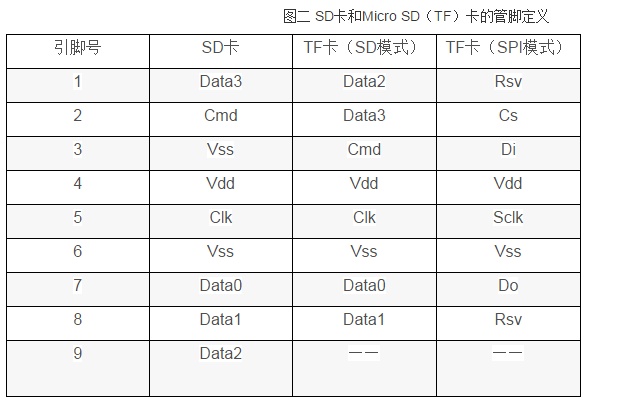 图二 SD卡和Micro SD（TF）卡的管脚定义
引脚号 SD卡 TF卡（SD模式） TF卡（SPI模式）
1 Data3 Data2 Rsv
2 Cmd Data3 Cs
3 Vss Cmd Di
4 Vdd Vdd Vdd
5 Clk Clk Sclk
6 Vss Vss Vss
7 Data0 Data0 Do
8 Data1 Data1 Rsv
9 Data2 —— ——